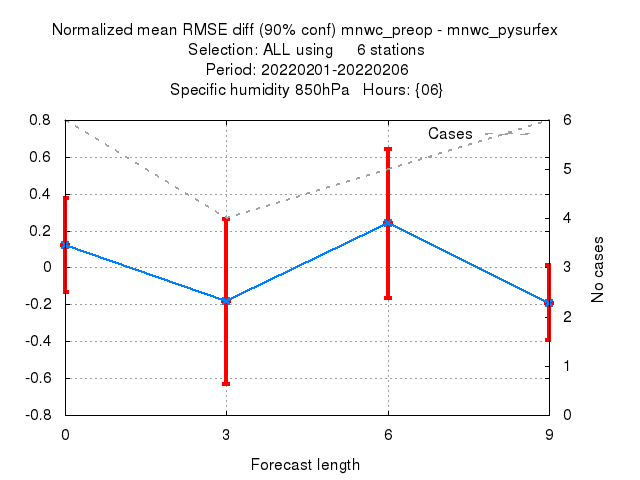 Normalized mean RMSE diff (90% conf) mnwc_preop - mnwc_pysurfex
Selection: ALL using 6 stations
Period: 20220201-20220206
Specific humidity 850hPa Hours: {06}
Cases
0.8
0.6
0.4
0.2
0
-0.2
-0.4
-0.6
-0.8
6
5
4
3
2
1
0
No cases
0 3 6 9
Forecast length